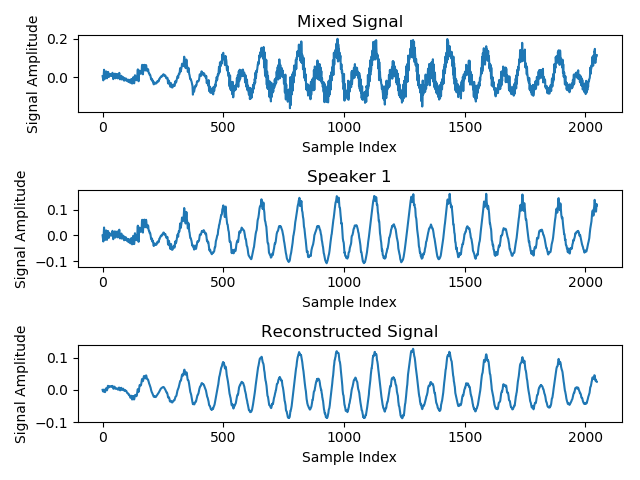 Mixed Signal
Signal Amplitude
0.2
0.0
0 500 1000 1500 2000
Sample Index
Speaker 1
Signal Amplitude
0.1
0.0
−0.1
0 500 1000 1500 2000
Sample Index
Reconstructed Signal
Signal Amplitude
0.1
0.0
−0.1
0 500 1000 1500 2000
Sample Index